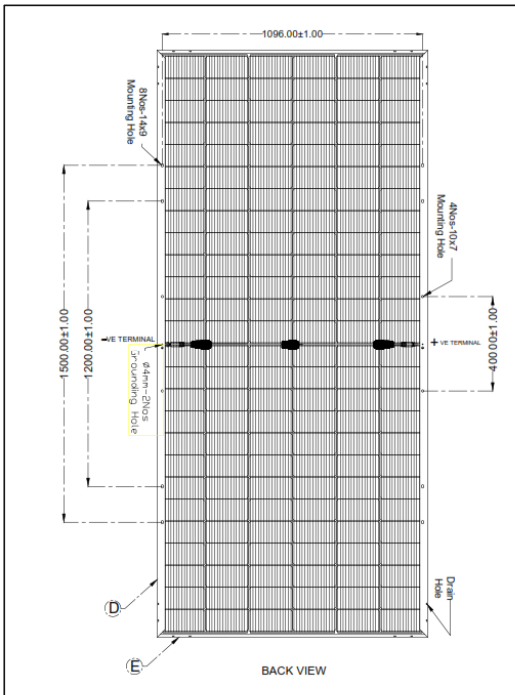 1096.00±1.00
8Nos-14x9
Mounting Hole
4Nos-10x7
Mounting Hole
1500.00±1.00
1200.00±1.00
400.00±1.00
-VE TERMINAL
+ VE TERMINAL
ø4mm-2Nos
Grounding Hole
Drain
Hole
D
E
BACK VIEW